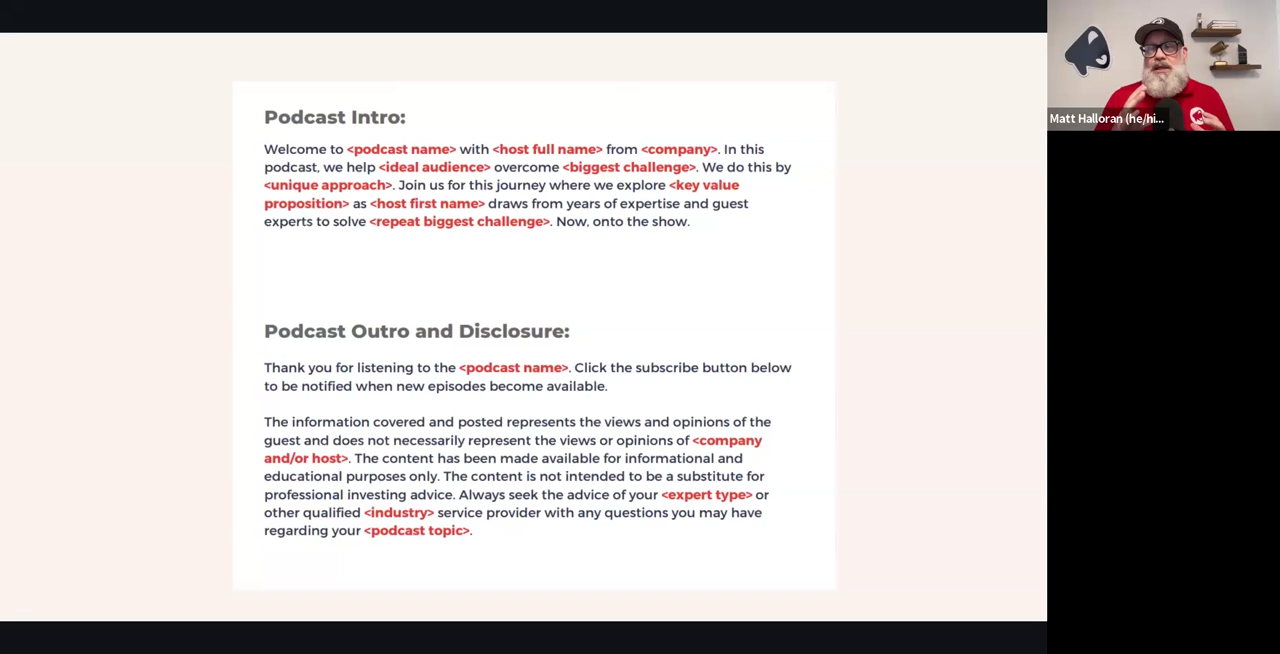 Podcast Intro:
Welcome to <podcast name> with <host full name> from <company>. In this
podcast, we help <ideal audience> overcome <biggest challenge>. We do this by
<unique approach>. Join us for this journey where we explore <key value
proposition> as <host first name> draws from years of expertise and guest
experts to solve <repeat biggest challenge>. Now, onto the show.
Podcast Outro and Disclosure:
Thank you for listening to the <podcast name>. Click the subscribe button below
to be notified when new episodes become available.
The information covered and posted represents the views and opinions of the
guest and does not necessarily represent the views or opinions of <company
and/or host>. The content has been made available for informational and
educational purposes only. The content is not intended to be a substitute for
professional investing advice. Always seek the advice of your <expert type> or
other qualified <industry> service provider with any questions you may have
regarding your <podcast topic>.
Matt Halloran (he/hi...